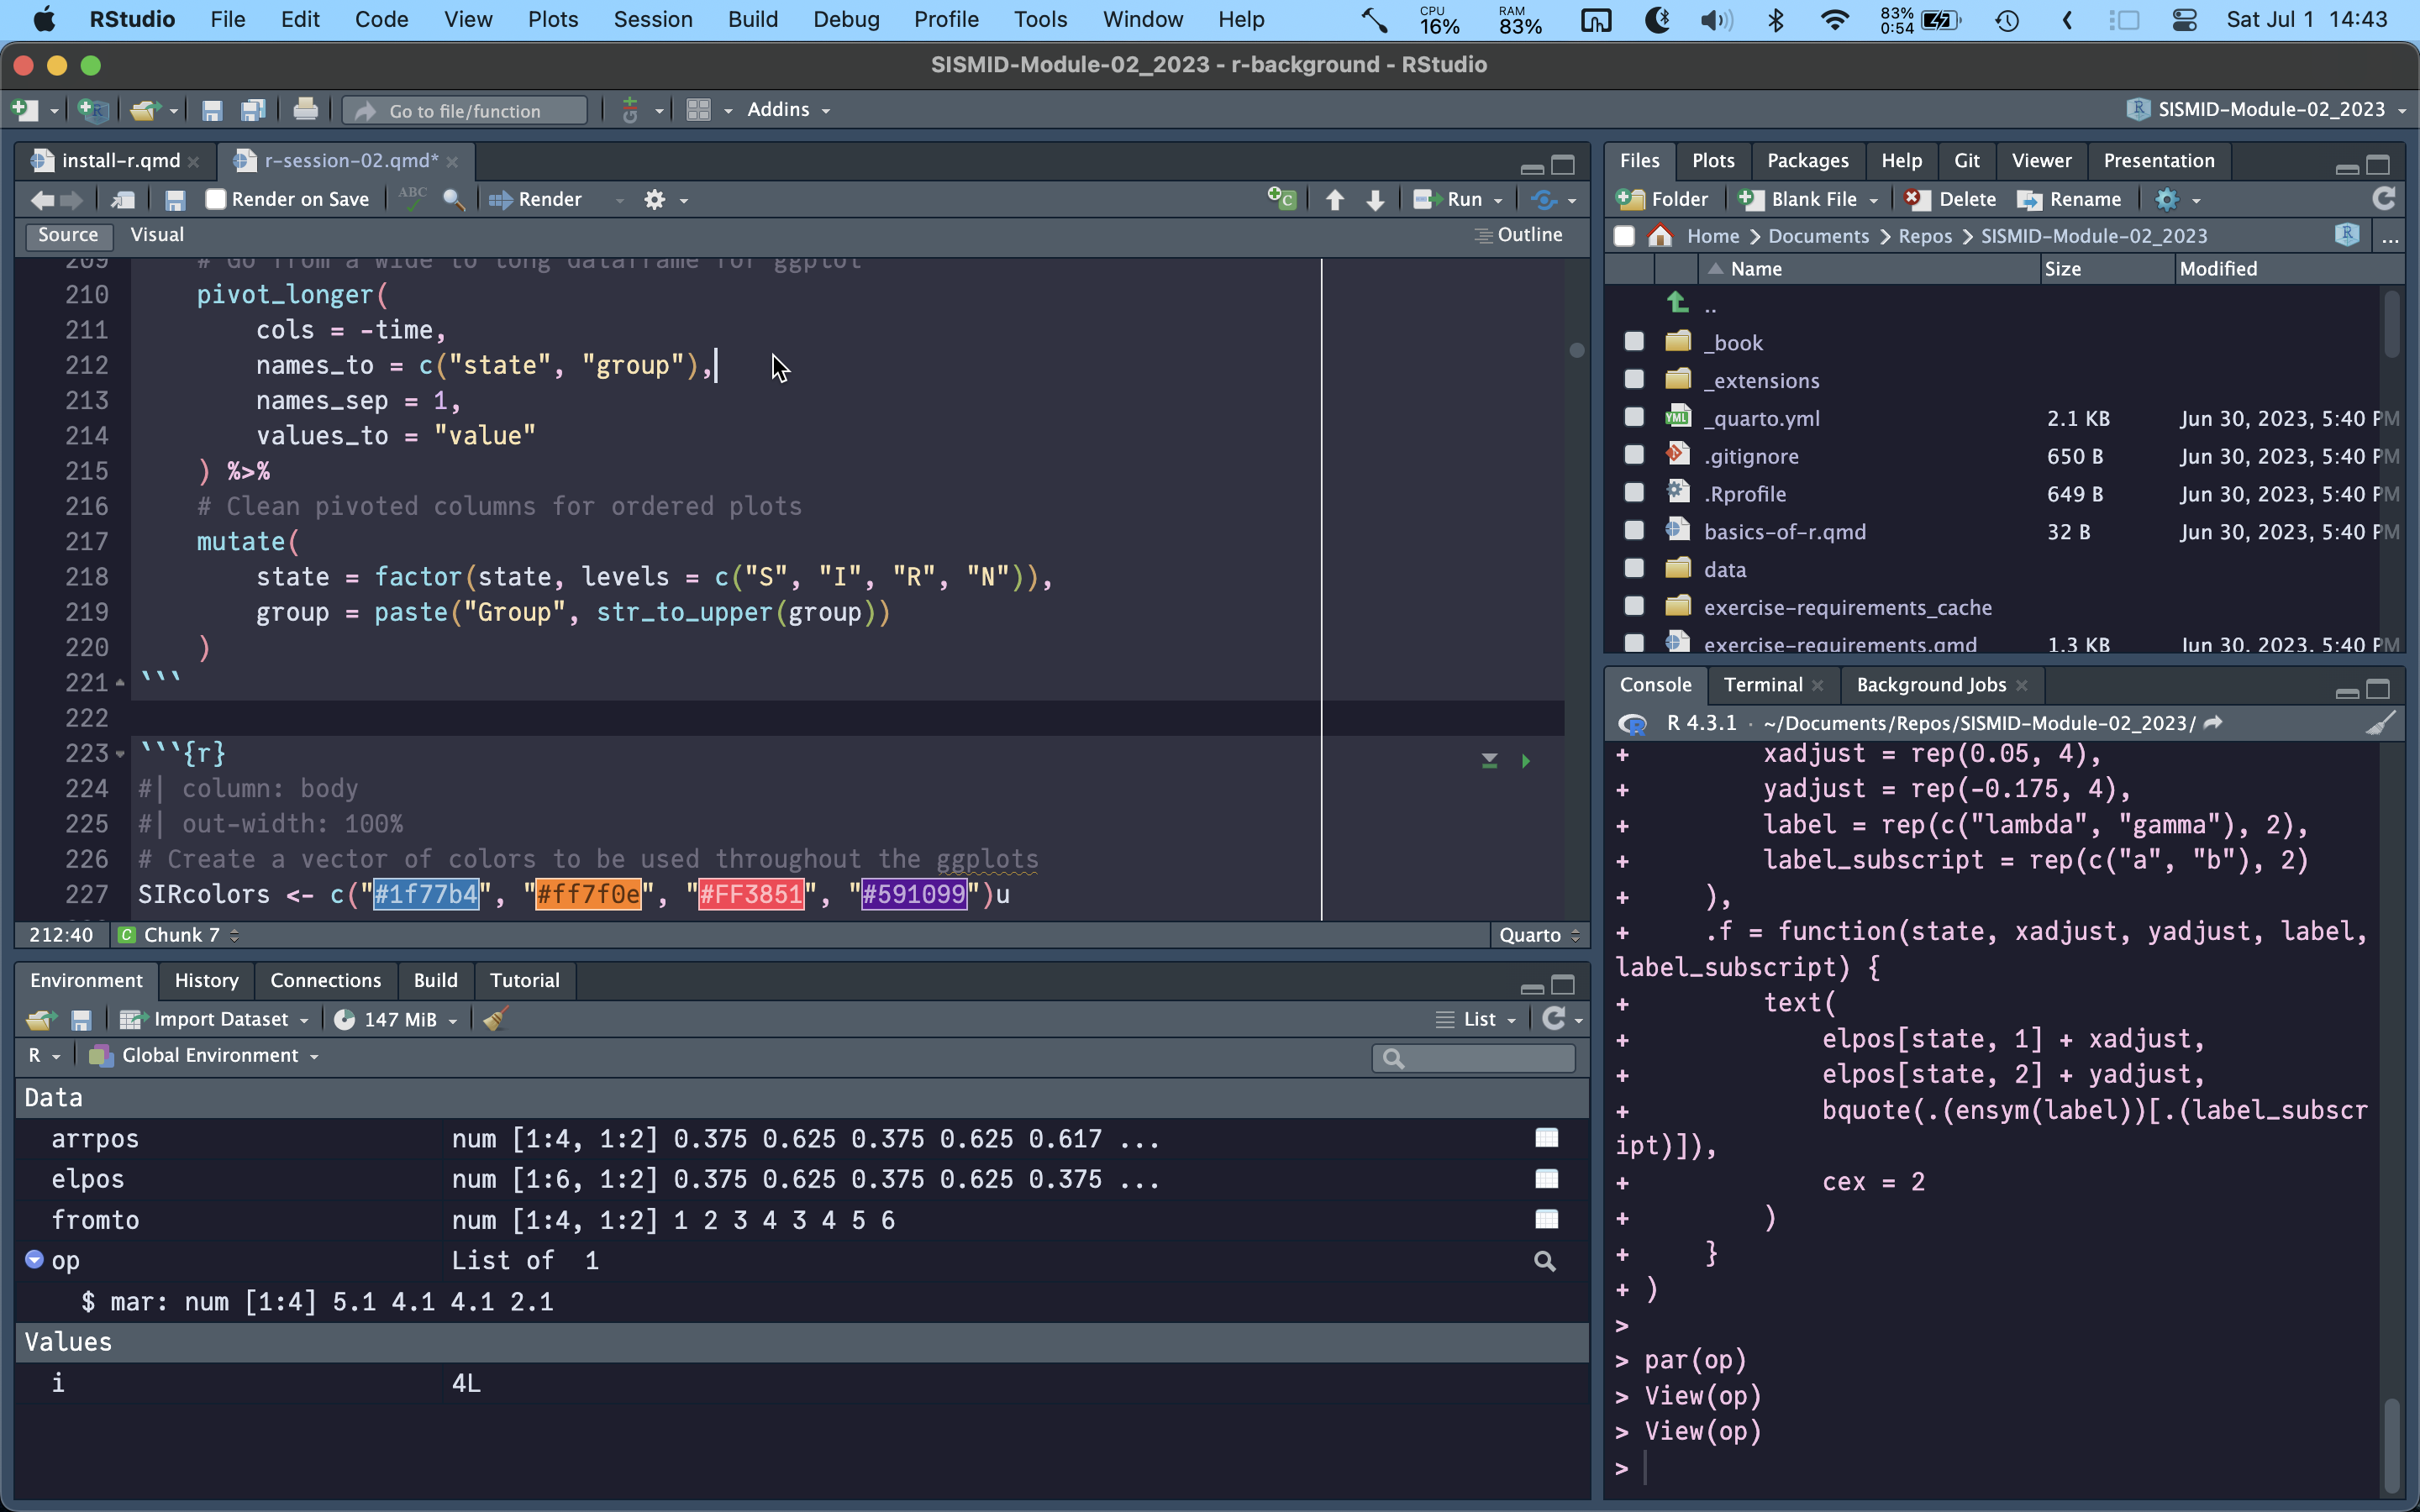 RStudio File Edit Code View Plots Session Build Debug Profile Tools Window Help CPU 16% RAM 83% 83% 0:54 Sat Jul 1 14:43
SISMID-Module-02_2023 - r-background - RStudio
Go to file/function Addins SISMID-Module-02_2023
install-r.qmd r-session-02.qmd*
Render on Save ABC Render Run
Source Visual Outline
209 # Go from a wide to long dataframe for ggplot
210 pivot_longer(
211 cols = -time,
212 names_to = c("state", "group"),
213 names_sep = 1,
214 values_to = "value"
215 ) %>%
216 # Clean pivoted columns for ordered plots
217 mutate(
218 state = factor(state, levels = c("S", "I", "R", "N")),
219 group = paste("Group", str_to_upper(group))
220 )
221 ```
222
223 ```{r}
224 #| column: body
225 #| out-width: 100%
226 # Create a vector of colors to be used throughout the ggplots
227 SIRcolors <- c("#1f77b4", "#ff7f0e", "#FF3851", "#591099")u
212:40 Chunk 7 Quarto
Environment History Connections Build Tutorial
Import Dataset 147 MiB List
R Global Environment
Data
arrpos num [1:4, 1:2] 0.375 0.625 0.375 0.625 0.617 ...
elpos num [1:6, 1:2] 0.375 0.625 0.375 0.625 0.375 ...
fromto num [1:4, 1:2] 1 2 3 4 3 4 5 6
op List of 1
$ mar: num [1:4] 5.1 4.1 4.1 2.1
Values
i 4L
Files Plots Packages Help Git Viewer Presentation
Folder Blank File Delete Rename
Home Documents Repos SISMID-Module-02_2023 ...
Name Size Modified
..
_book
_extensions
_quarto.yml 2.1 KB Jun 30, 2023, 5:40 PM
.gitignore 650 B Jun 30, 2023, 5:40 PM
.Rprofile 649 B Jun 30, 2023, 5:40 PM
basics-of-r.qmd 32 B Jun 30, 2023, 5:40 PM
data
exercise-requirements_cache
exercise-requirements.qmd 1.3 KB Jun 30, 2023, 5:40 PM
Console Terminal Background Jobs
R 4.3.1 · ~/Documents/Repos/SISMID-Module-02_2023/
+ xadjust = rep(0.05, 4),
+ yadjust = rep(-0.175, 4),
+ label = rep(c("lambda", "gamma"), 2),
+ label_subscript = rep(c("a", "b"), 2)
+ ),
+ .f = function(state, xadjust, yadjust, label,
label_subscript) {
+ text(
+ elpos[state, 1] + xadjust,
+ elpos[state, 2] + yadjust,
+ bquote(.(ensym(label))[.(label_subscr
ipt)]),
+ cex = 2
+ )
+ }
+ )
>
> par(op)
> View(op)
> View(op)
>